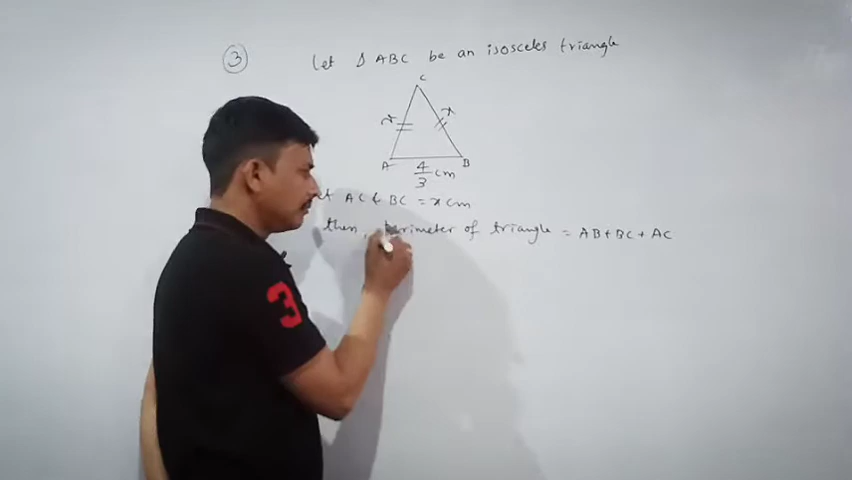 3 Let Δ ABC be an isosceles triangle
C
x x
A 4/3 cm B
AC & BC = x cm
then, perimeter of triangle = AB + BC + AC
3